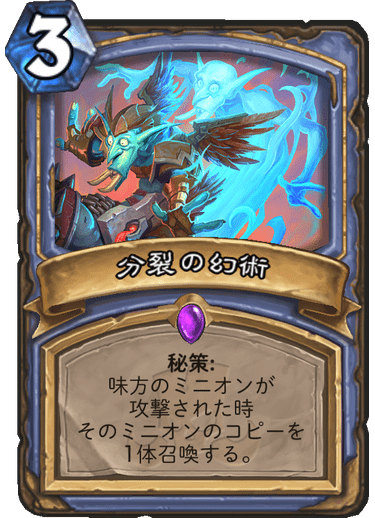 3
分裂の幻術
秘策:
味方のミニオンが
攻撃された時
そのミニオンのコピーを
1体召喚する。